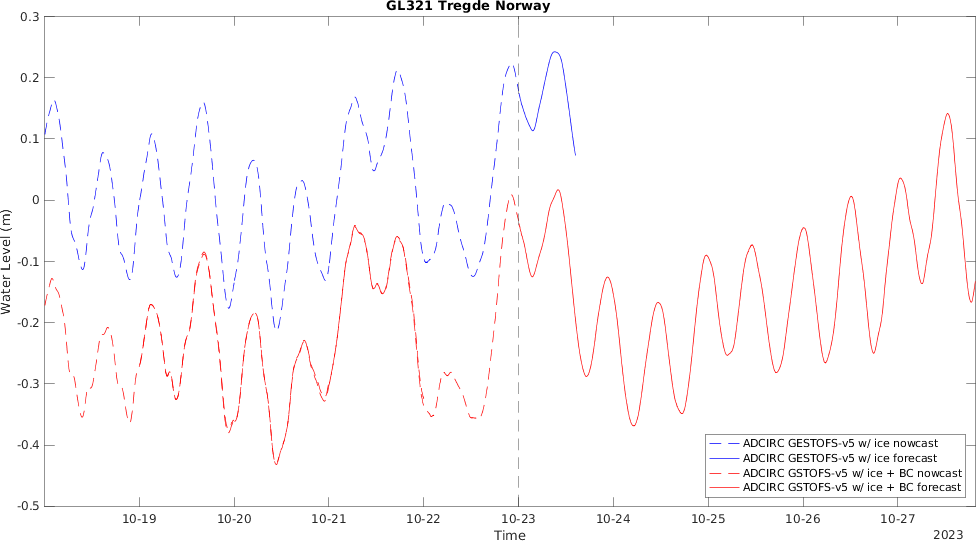 GL321 Tregde Norway
0.3
0.2
0.1
0
-0.1
-0.2
-0.3
-0.4
-0.5
Water Level (m)
10-19 10-20 10-21 10-22 10-23 10-24 10-25 10-26 10-27
Time
2023
ADCIRC GESTOFS-v5 w/ ice nowcast
ADCIRC GESTOFS-v5 w/ ice forecast
ADCIRC GSTOFS-v5 w/ ice + BC nowcast
ADCIRC GSTOFS-v5 w/ ice + BC forecast